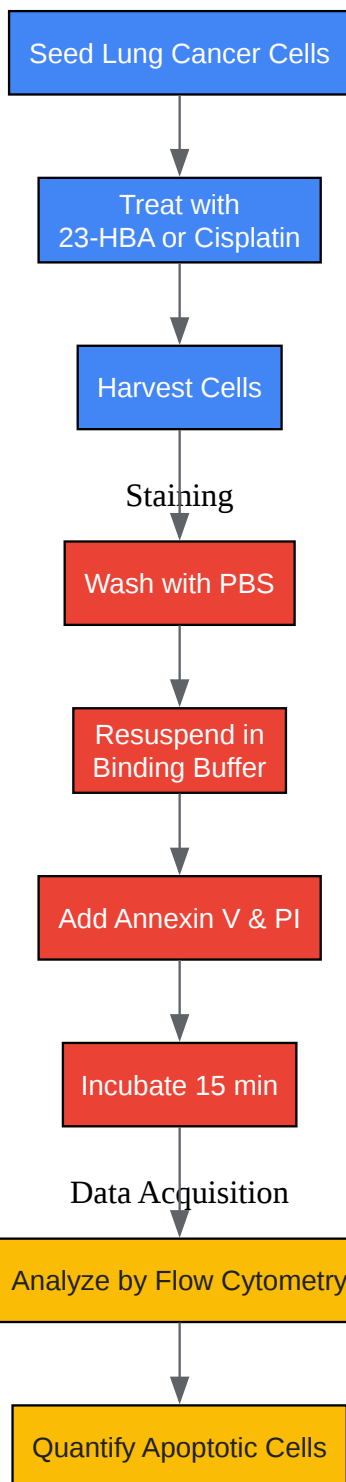 Seed Lung Cancer Cells
Treat with
23-HBA or Cisplatin
Harvest Cells
Staining
Wash with PBS
Resuspend in
Binding Buffer
Add Annexin V & PI
Incubate 15 min
Data Acquisition
Analyze by Flow Cytometry
Quantify Apoptotic Cells